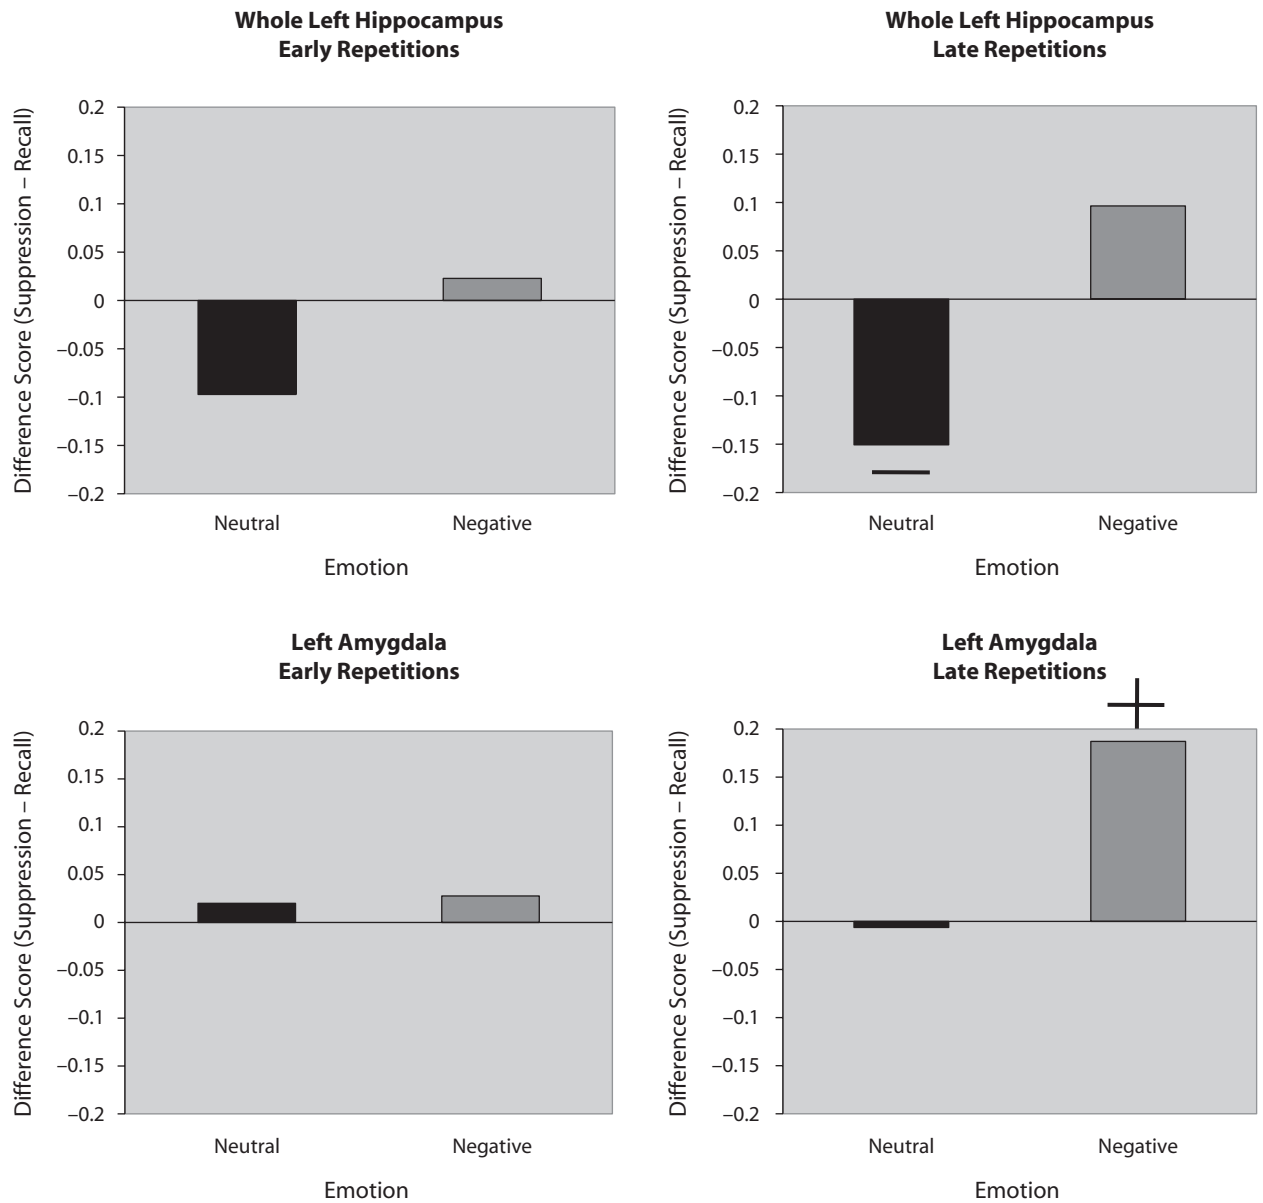 Whole Left Hippocampus
Early Repetitions
Difference Score (Suppression – Recall)
0.2
0.15
0.1
0.05
0
–0.05
–0.1
–0.15
–0.2
Neutral
Negative
Emotion
Whole Left Hippocampus
Late Repetitions
Difference Score (Suppression – Recall)
0.2
0.15
0.1
0.05
0
–0.05
–0.1
–0.15
–0.2
Neutral
Negative
Emotion
Left Amygdala
Early Repetitions
Difference Score (Suppression – Recall)
0.2
0.15
0.1
0.05
0
–0.05
–0.1
–0.15
–0.2
Neutral
Negative
Emotion
Left Amygdala
Late Repetitions
Difference Score (Suppression – Recall)
0.2
0.15
0.1
0.05
0
–0.05
–0.1
–0.15
–0.2
Neutral
Negative
Emotion